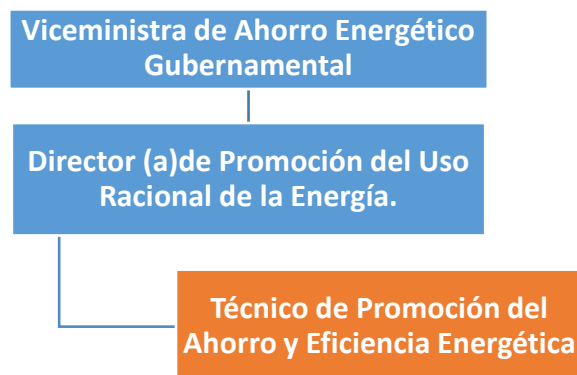 Viceministra de Ahorro Energético
Gubernamental
Director (a)de Promoción del Uso
Racional de la Energía.
Técnico de Promoción del
Ahorro y Eficiencia Energética